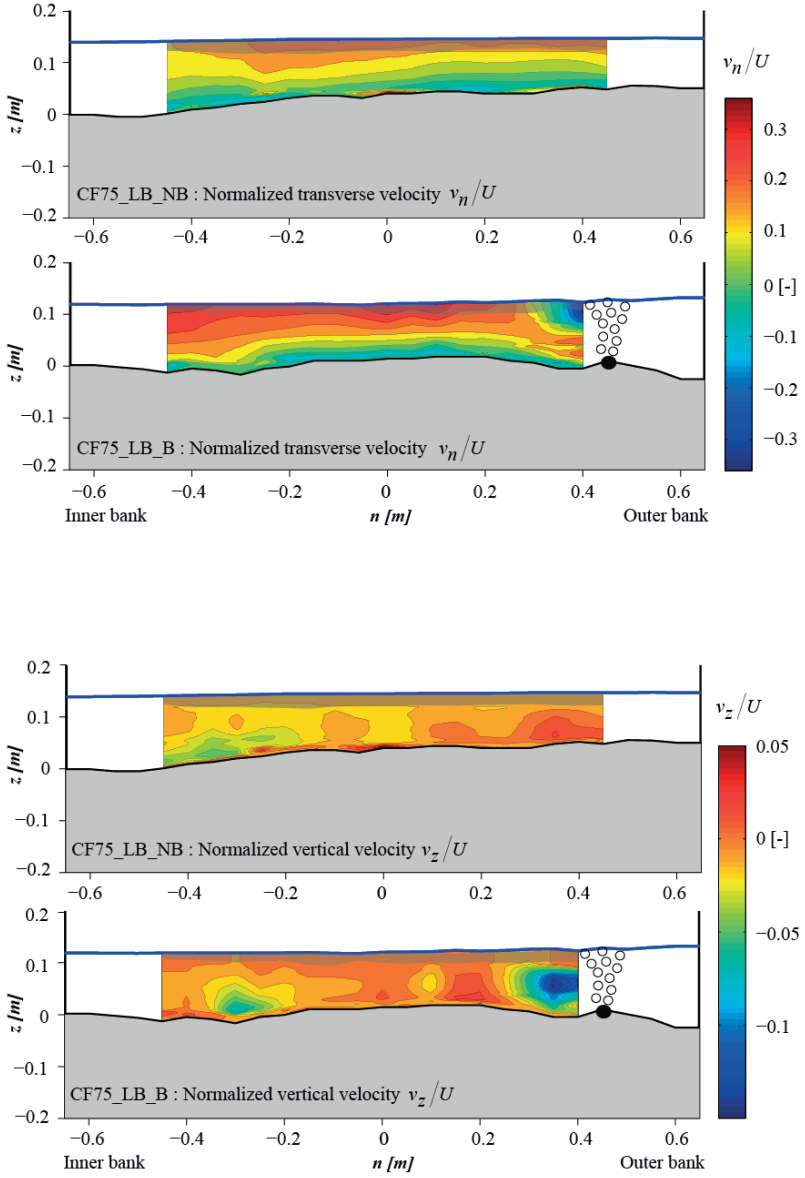 0.2
0.1
0
−0.1
−0.2
z [m]
CF75_LB_NB : Normalized transverse velocity v_n/U
−0.6 −0.4 −0.2 0 0.2 0.4 0.6
0.2
0.1
0
−0.1
−0.2
z [m]
CF75_LB_B : Normalized transverse velocity v_n/U
−0.6 −0.4 −0.2 0 0.2 0.4 0.6
Inner bank n [m] Outer bank
v_n/U
0.3
0.2
0.1
0 [-]
−0.1
−0.2
−0.3
0.2
0.1
0
−0.1
−0.2
z [m]
CF75_LB_NB : Normalized vertical velocity v_z/U
−0.6 −0.4 −0.2 0 0.2 0.4 0.6
0.2
0.1
0
−0.1
−0.2
z [m]
CF75_LB_B : Normalized vertical velocity v_z/U
−0.6 −0.4 −0.2 0 0.2 0.4 0.6
Inner bank n [m] Outer bank
v_z/U
0.05
0 [-]
−0.05
−0.1